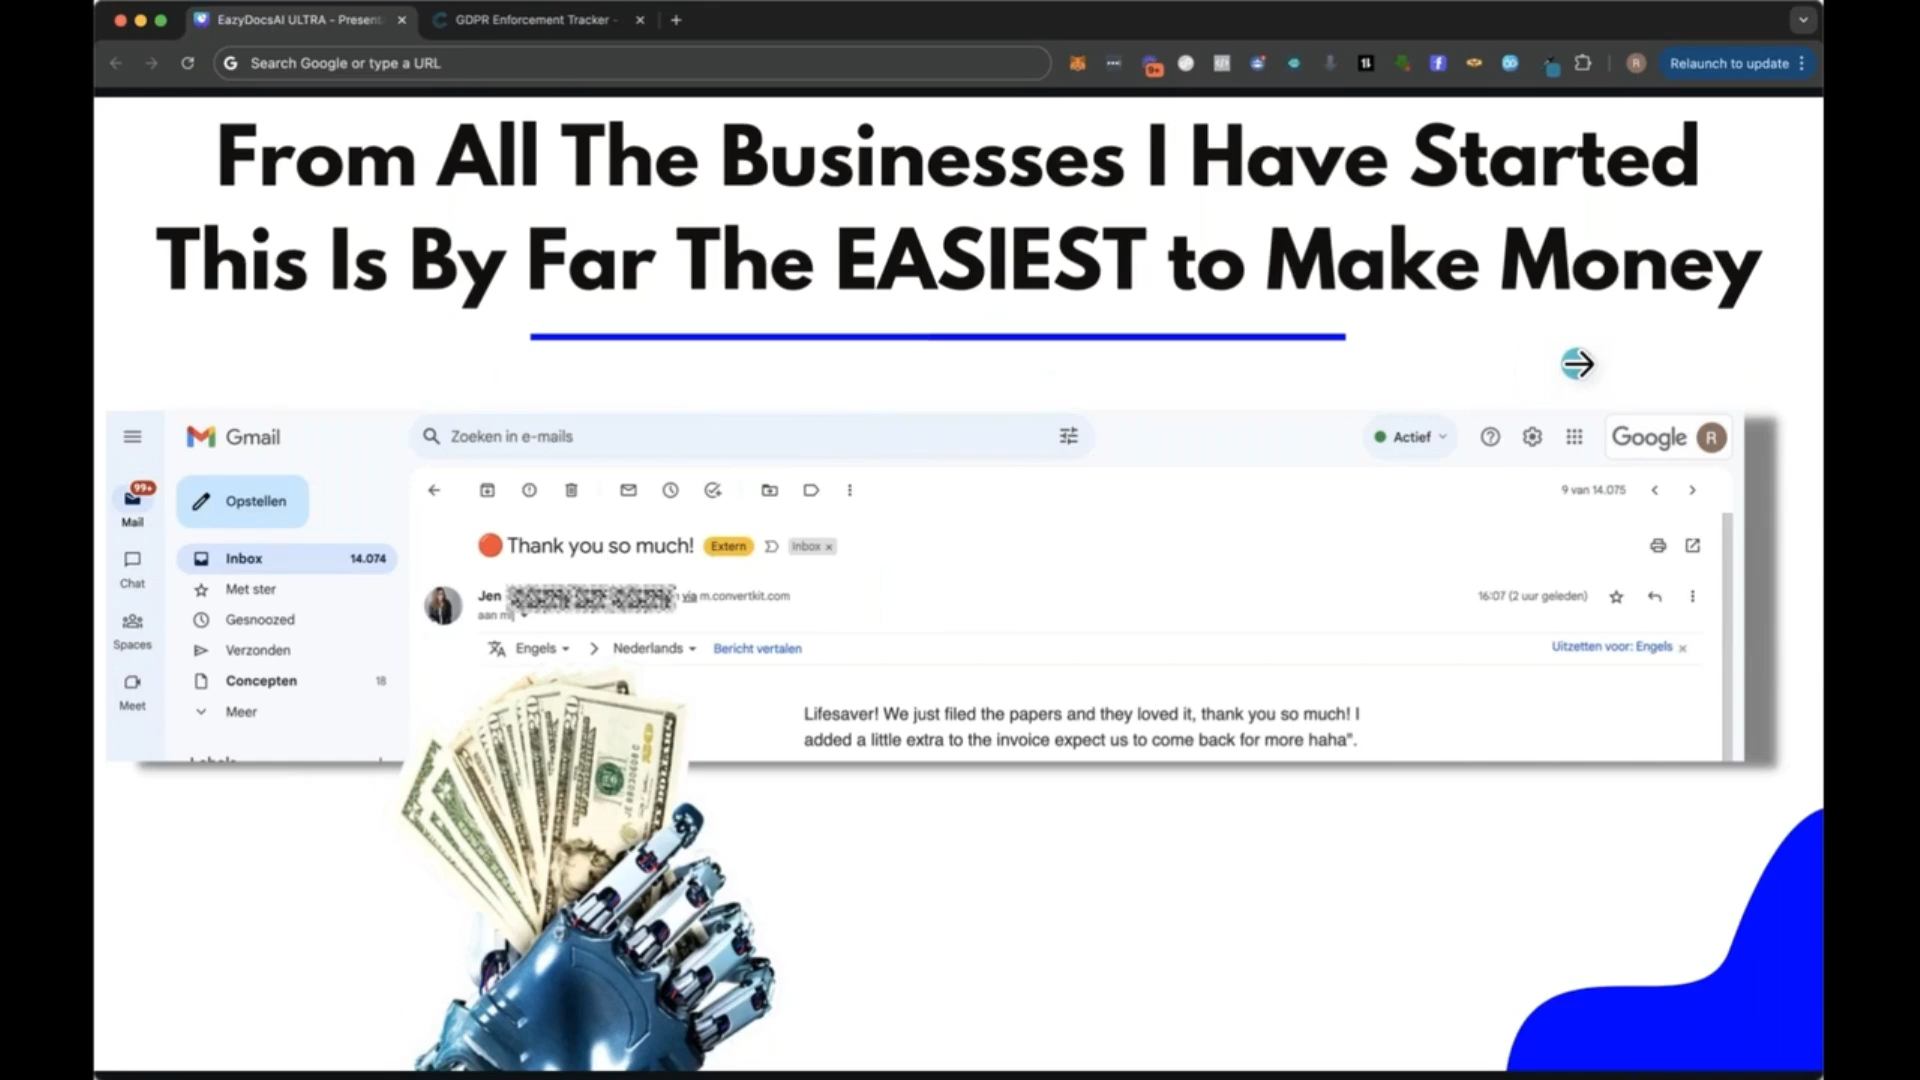 EazyDocsAI ULTRA - Present
GDPR Enforcement Tracker -
Search Google or type a URL
9+
R
Relaunch to update
From All The Businesses I Have Started
This Is By Far The EASIEST to Make Money
Gmail
Zoeken in e-mails
Actief
Google
R
99+
Mail
Opstellen
9 van 14.075
Inbox 14.074
Thank you so much! Extern Inbox x
Chat
Met ster
Jen via m.convertkit.com
16:07 (2 uur geleden)
aan mij
Gesnoozed
Spaces
Verzonden
Engels > Nederlands Bericht vertalen
Uitzetten voor: Engels x
Concepten 18
Meet
Meer
Lifesaver! We just filed the papers and they loved it, thank you so much! I
added a little extra to the invoice expect us to come back for more haha".